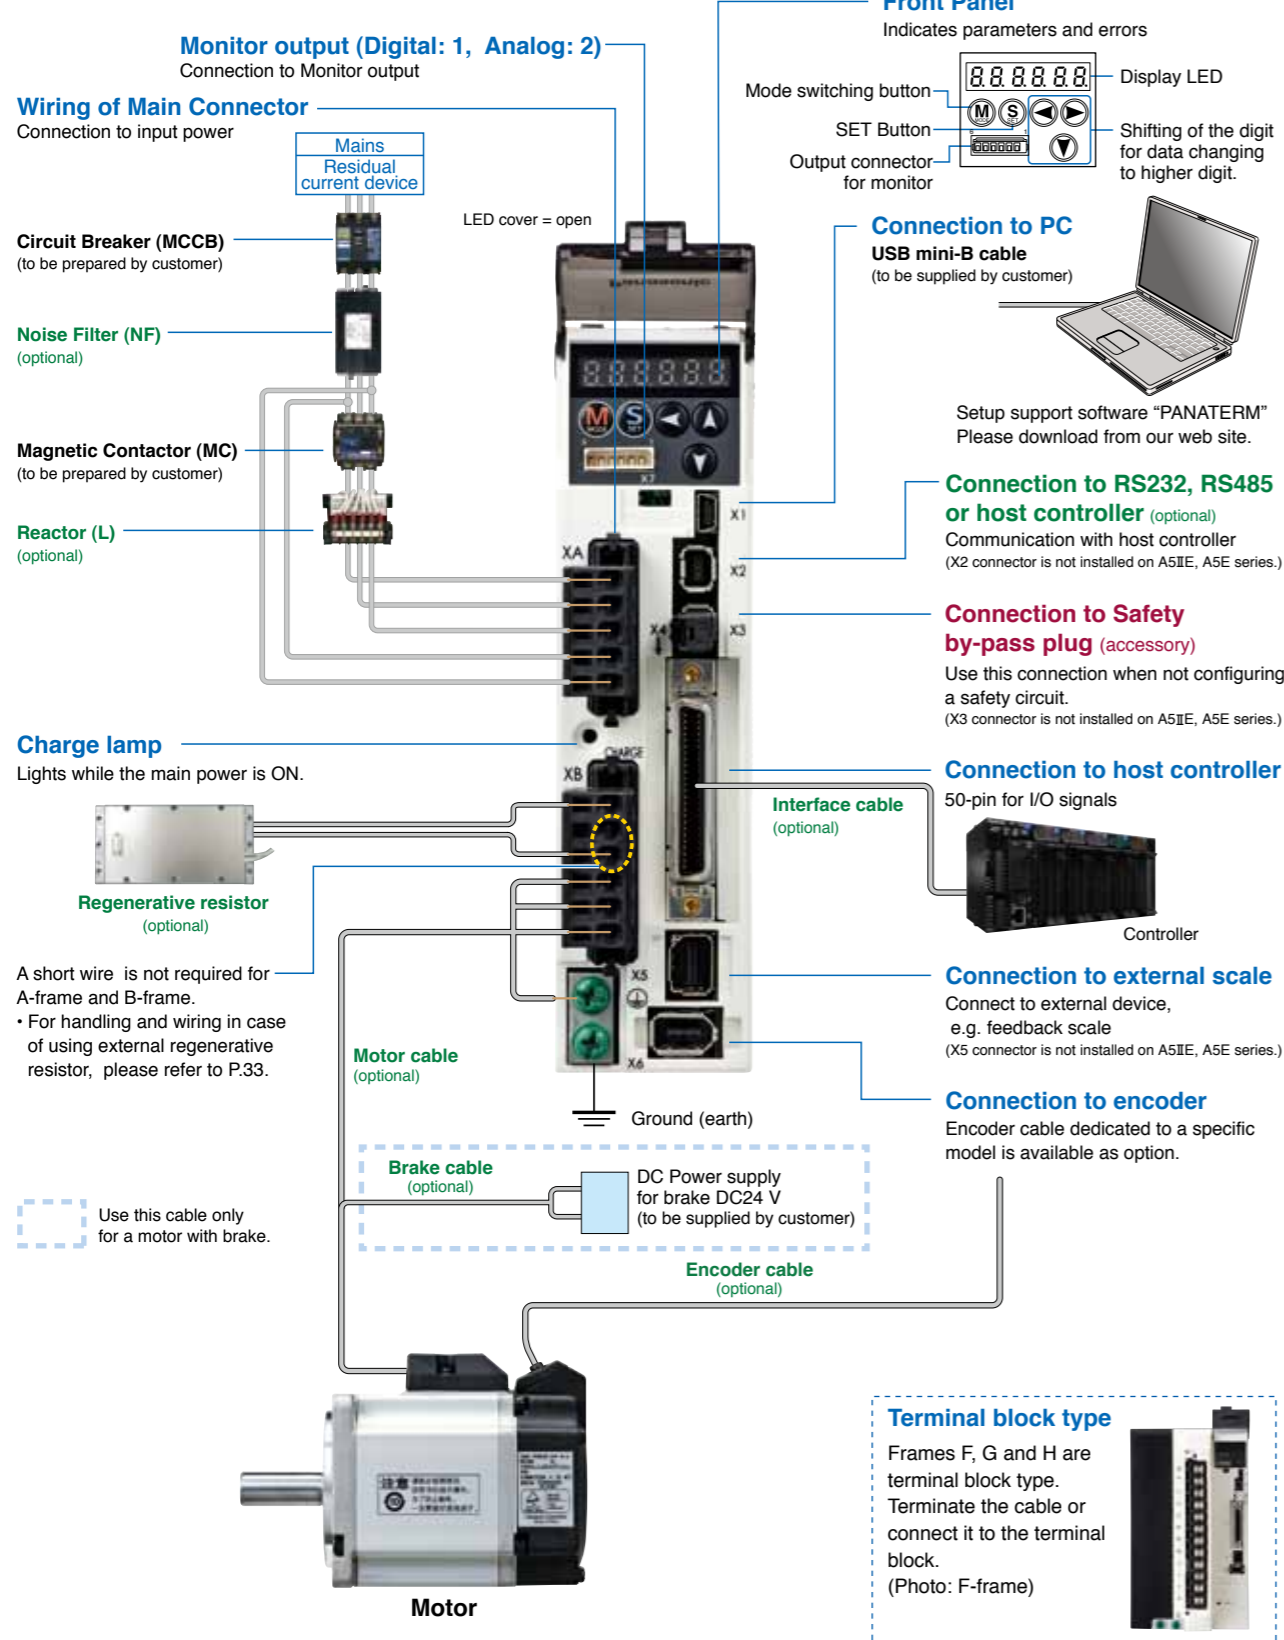 Front Panel
Indicates parameters and errors
Monitor output (Digital: 1, Analog: 2)
Connection to Monitor output
Display LED
Mode switching button
M
MODE
S
SET
SET Button
6
1
Output connector
for monitor
Shifting of the digit
for data changing
to higher digit.
Wiring of Main Connector
Connection to input power
Mains
Residual
current device
LED cover = open
Circuit Breaker (MCCB)
(to be prepared by customer)
Noise Filter (NF)
(optional)
Magnetic Contactor (MC)
(to be prepared by customer)
Reactor (L)
(optional)
Panasonic
M
MODE
S
SET
X7
X1
XA
X2
X4
X3
CHARGE
XB
X5
X6
Connection to PC
USB mini-B cable
(to be supplied by customer)
Setup support software “PANATERM”
Please download from our web site.
Connection to RS232, RS485
or host controller (optional)
Communication with host controller
(X2 connector is not installed on A5ⅡE, A5E series.)
Connection to Safety
by-pass plug (accessory)
Use this connection when not configuring
a safety circuit.
(X3 connector is not installed on A5ⅡE, A5E series.)
Charge lamp
Lights while the main power is ON.
Connection to host controller
50-pin for I/O signals
Interface cable
(optional)
Controller
Regenerative resistor
(optional)
A short wire is not required for
A-frame and B-frame.
• For handling and wiring in case
of using external regenerative
resistor, please refer to P.33.
Connection to external scale
Connect to external device,
e.g. feedback scale
(X5 connector is not installed on A5ⅡE, A5E series.)
Motor cable
(optional)
Ground (earth)
Connection to encoder
Encoder cable dedicated to a specific
model is available as option.
Brake cable
(optional)
DC Power supply
for brake DC24 V
(to be supplied by customer)
Use this cable only
for a motor with brake.
Encoder cable
(optional)
Motor
Terminal block type
Frames F, G and H are
terminal block type.
Terminate the cable or
connect it to the terminal
block.
(Photo: F-frame)